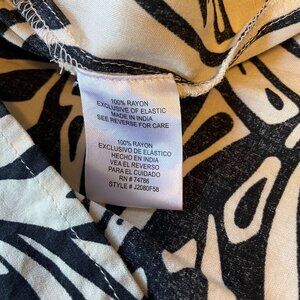 100% RAYON
EXCLUSIVE OF ELASTIC
MADE IN INDIA
SEE REVERSE FOR CARE
100% RAYON
EXCLUSIVO DE ELASTICO
HECHO EN INDIA
VEA EL REVERSO
PARA EL CUIDADO
RN # 74786
STYLE # J2080F58